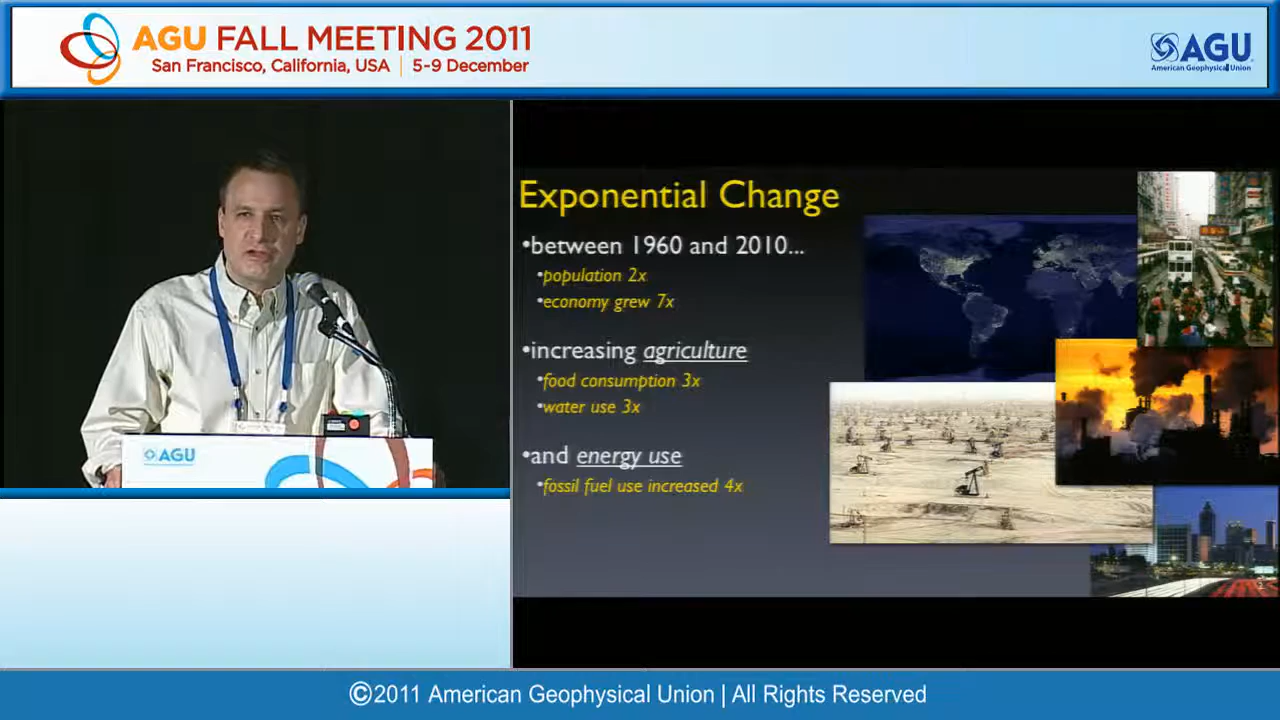 AGU FALL MEETING 2011
San Francisco, California, USA | 5-9 December
AGU
American Geophysical Union
Exponential Change
•between 1960 and 2010...
•population 2x
•economy grew 7x
•increasing agriculture
•food consumption 3x
•water use 3x
•and energy use
•fossil fuel use increased 4x
AGU
©2011 American Geophysical Union | All Rights Reserved